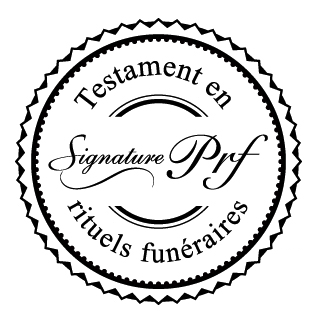 Testament en
Signature Prf
rituels funéraires